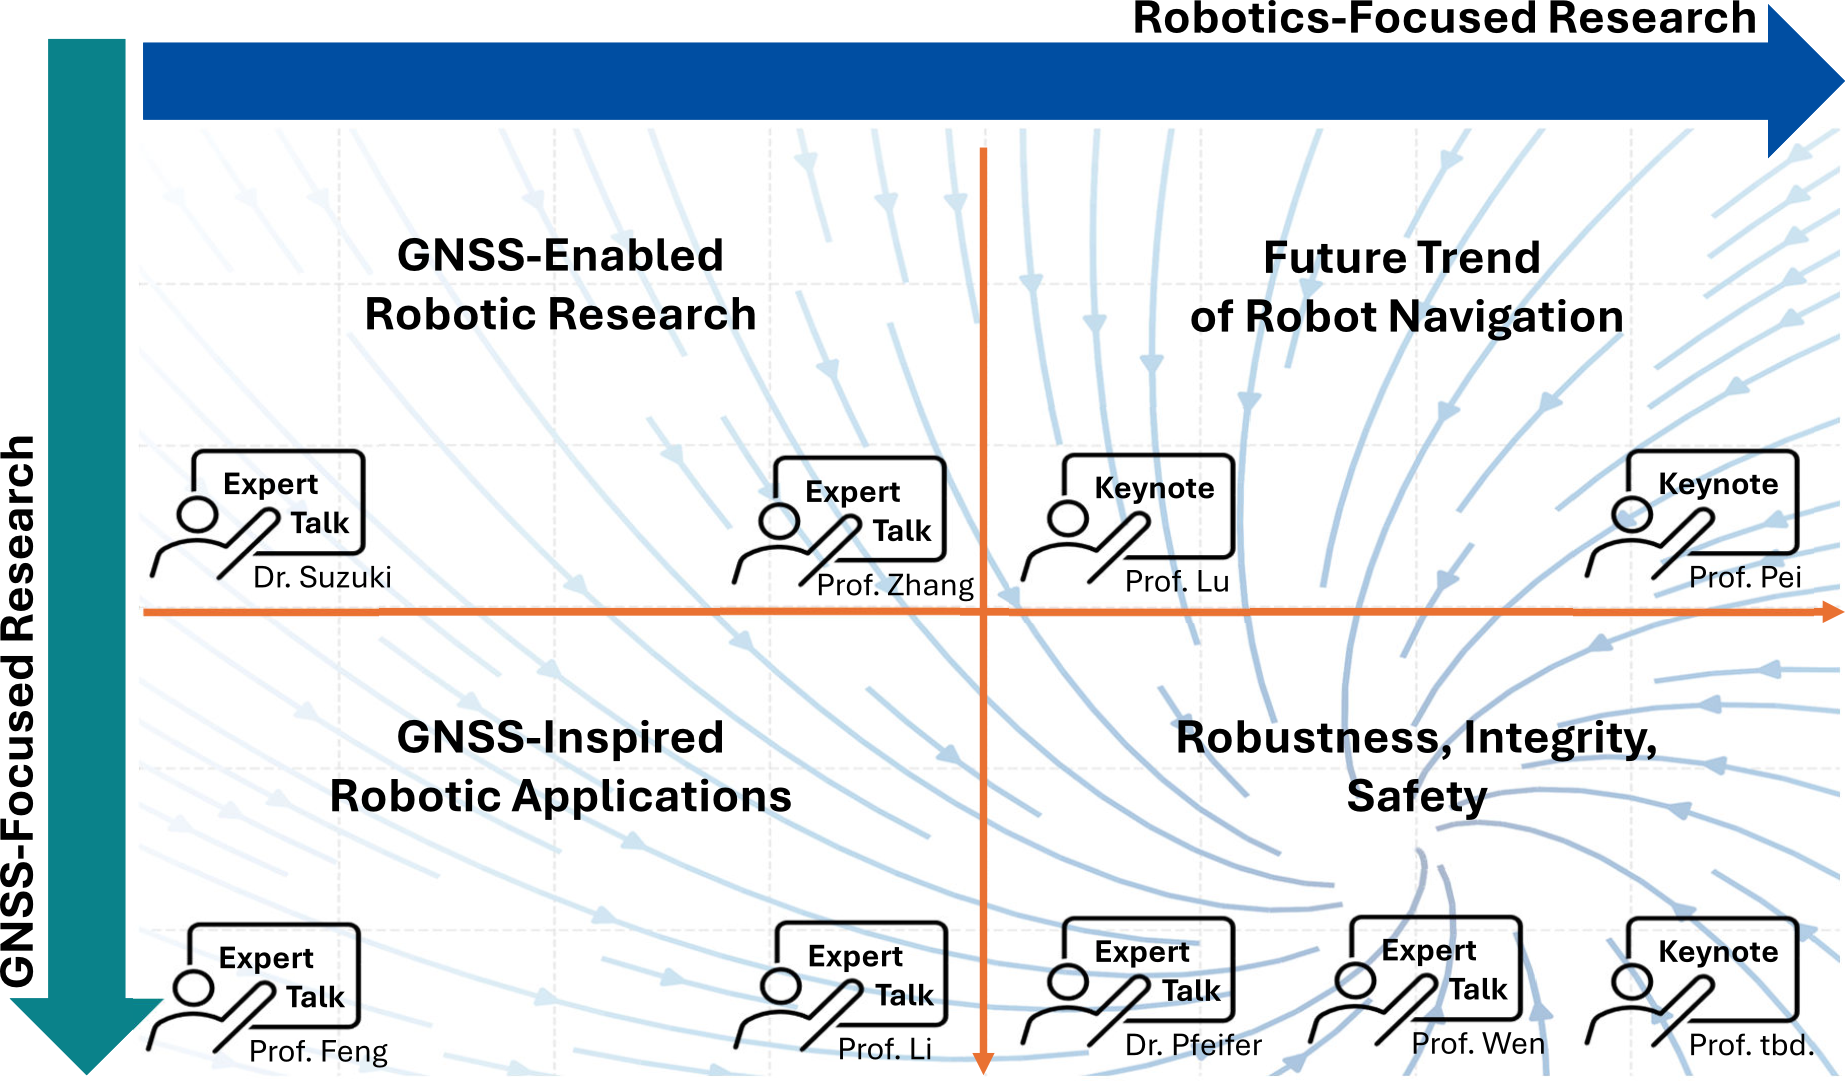 Robotics-Focused Research
GNSS-Focused Research
GNSS-Enabled
Robotic Research
Future Trend
of Robot Navigation
Expert
Talk
Dr. Suzuki
Expert
Talk
Prof. Zhang
Keynote
Prof. Lu
Keynote
Prof. Pei
GNSS-Inspired
Robotic Applications
Robustness, Integrity,
Safety
Expert
Talk
Prof. Feng
Expert
Talk
Prof. Li
Expert
Talk
Dr. Pfeifer
Expert
Talk
Prof. Wen
Keynote
Prof. tbd.